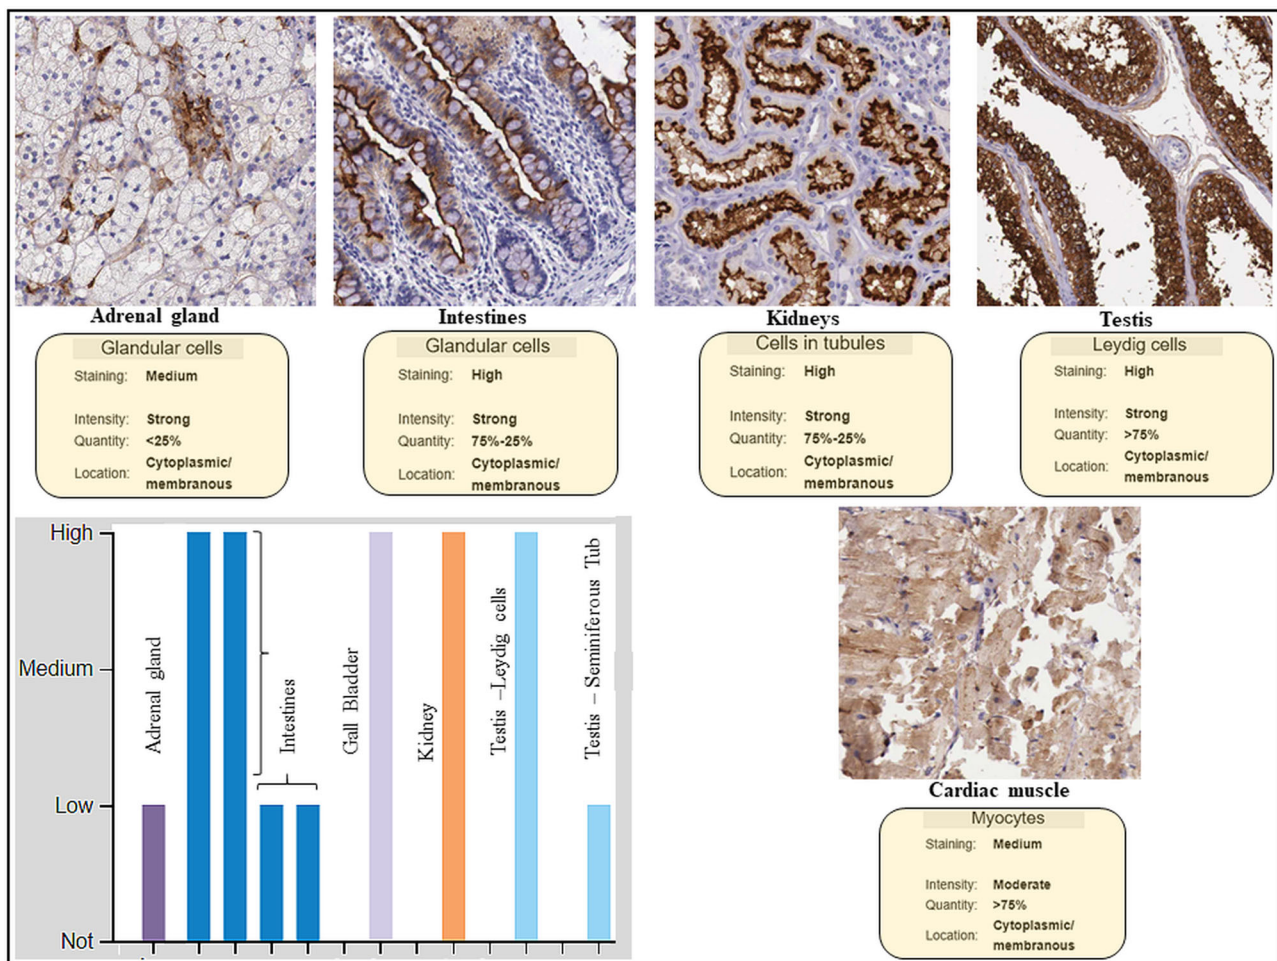 Adrenal gland
Glandular cells
Staining: Medium
Intensity: Strong
Quantity: <25%
Location: Cytoplasmic/
membranous
Intestines
Glandular cells
Staining: High
Intensity: Strong
Quantity: 75%-25%
Location: Cytoplasmic/
membranous
Kidneys
Cells in tubules
Staining: High
Intensity: Strong
Quantity: 75%-25%
Location: Cytoplasmic/
membranous
Testis
Leydig cells
Staining: High
Intensity: Strong
Quantity: >75%
Location: Cytoplasmic/
membranous
High
Medium
Low
Not
Adrenal gland
Intestines
Gall Bladder
Kidney
Testis –Leydig cells
Testis – Seminiferous Tub
Cardiac muscle
Myocytes
Staining: Medium
Intensity: Moderate
Quantity: >75%
Location: Cytoplasmic/
membranous